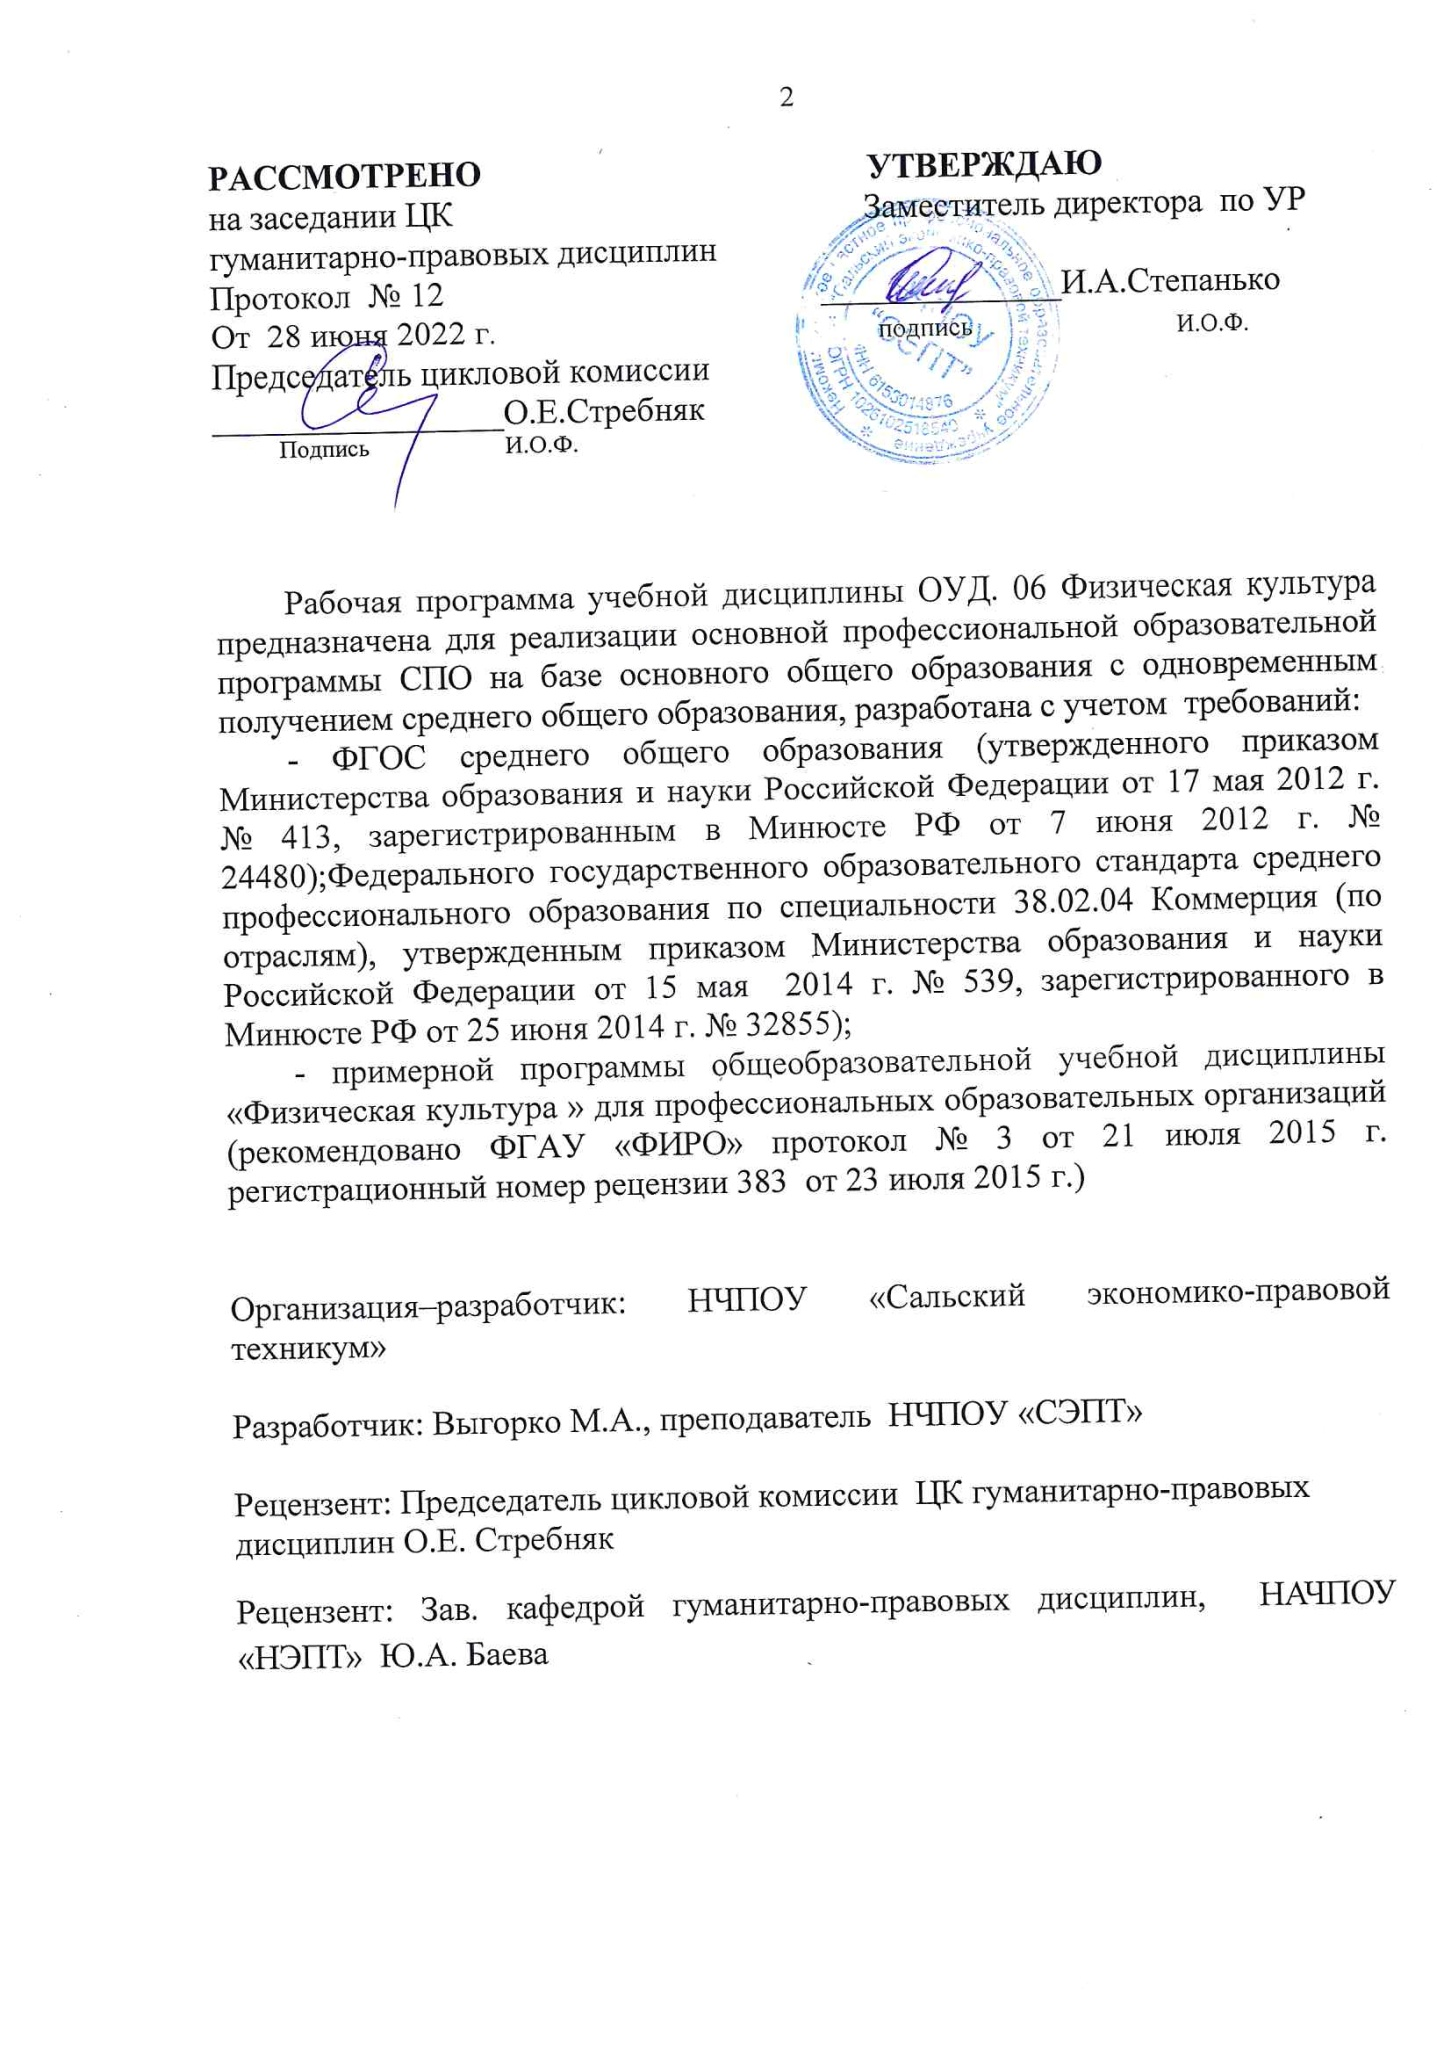 2
РАССМОТРЕНО
на заседании ЦК
гуманитарно-правовых дисциплин
Протокол № 12
От 28 июня 2022 г.
Председатель цикловой комиссии
О.Е.Стребняк
Подпись И.О.Ф.
УТВЕРЖДАЮ
Заместитель директора по УР
И.А.Степанько
подпись И.О.Ф.
ИНН 6153014876
Рабочая программа учебной дисциплины ОУД. 06 Физическая культура
предназначена для реализации основной профессиональной образовательной
программы СПО на базе основного общего образования с одновременным
получением среднего общего образования, разработана с учетом требований:
- ФГОС среднего общего образования (утвержденного приказом
Министерства образования и науки Российской Федерации от 17 мая 2012 г.
№ 413, зарегистрированным в Минюсте РФ от 7 июня 2012 г. №
24480);Федерального государственного образовательного стандарта среднего
профессионального образования по специальности 38.02.04 Коммерция (по
отраслям), утвержденным приказом Министерства образования и науки
Российской Федерации от 15 мая 2014 г. № 539, зарегистрированного в
Минюсте РФ от 25 июня 2014 г. № 32855);
- примерной программы общеобразовательной учебной дисциплины
«Физическая культура » для профессиональных образовательных организаций
(рекомендовано ФГАУ «ФИРО» протокол № 3 от 21 июля 2015 г.
регистрационный номер рецензии 383 от 23 июля 2015 г.)
Организация–разработчик: НЧПОУ «Сальский экономико-правовой
техникум»
Разработчик: Выгорко М.А., преподаватель НЧПОУ «СЭПТ»
Рецензент: Председатель цикловой комиссии ЦК гуманитарно-правовых
дисциплин О.Е. Стребняк
Рецензент: Зав. кафедрой гуманитарно-правовых дисциплин, НАЧПОУ
«НЭПТ» Ю.А. Баева